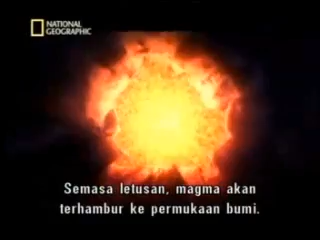 NATIONAL
GEOGRAPHIC
Semasa letusan, magma akan
terhambur ke permukaan bumi.